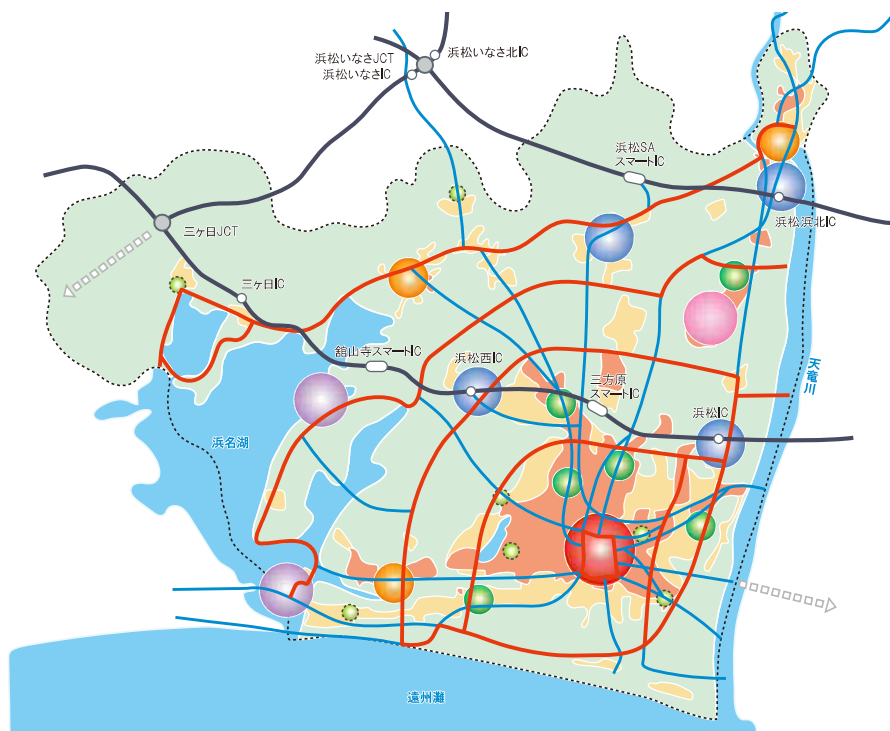 浜松いなさJCT
浜松いなさIC
浜松いなさ北IC
浜松SA
スマートIC
浜松浜北IC
三ヶ日JCT
三ヶ日IC
舘山寺スマートIC
浜松西IC
三方原
スマートIC
浜松IC
天竜川
浜名湖
遠州灘